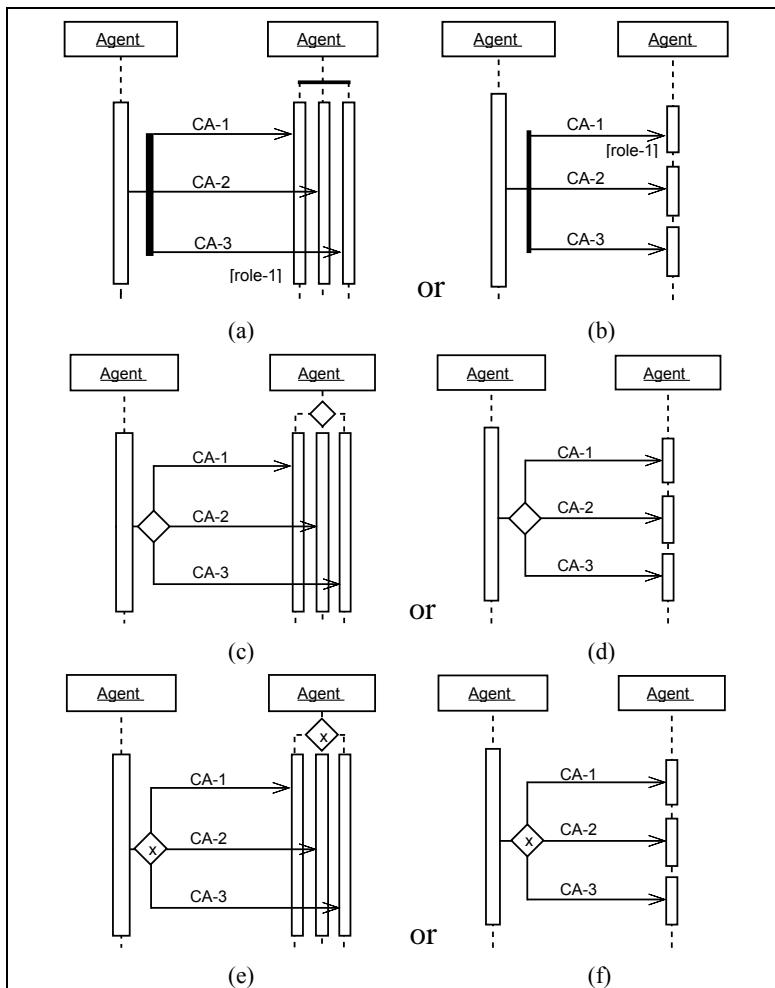 Agent Agent
CA-1
CA-2
CA-3
[role-1]
(a)
or
Agent Agent
CA-1
[role-1]
CA-2
CA-3
(b)
Agent Agent
CA-1
CA-2
CA-3
(c)
or
Agent Agent
CA-1
CA-2
CA-3
(d)
Agent Agent
x
CA-1
CA-2
x
CA-3
(e)
or
Agent Agent
CA-1
CA-2
x
CA-3
(f)